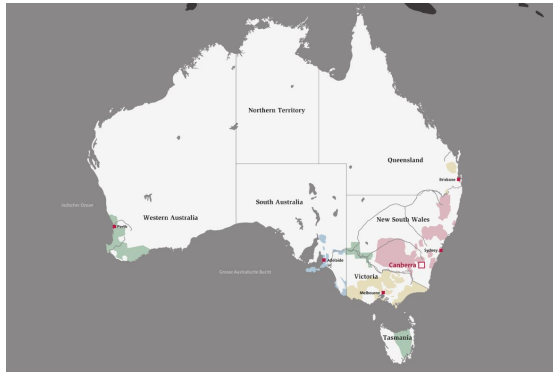 Northern Territory
Queensland
Brisbane
Indischer Ozean
Western Australia
Perth
South Australia
New South Wales
Sydney
Adelaide
Canberra
Grosse Australische Bucht
Victoria
Melbourne
Tasmania